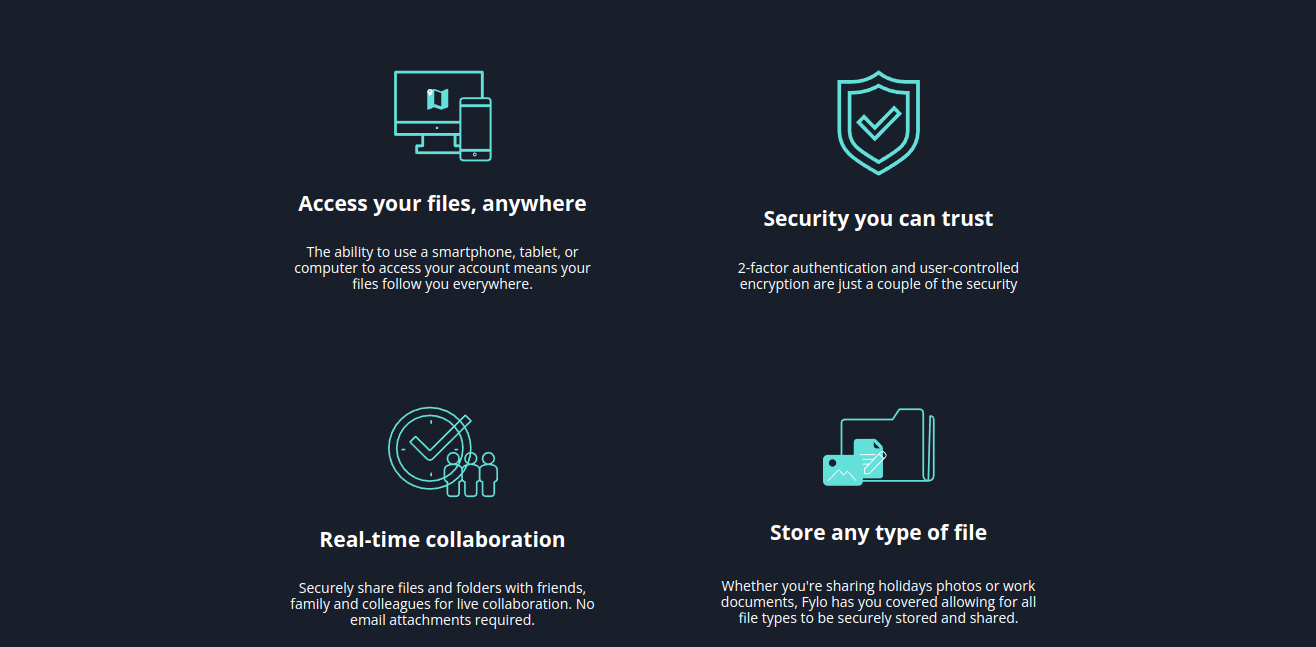 Access your files, anywhere
The ability to use a smartphone, tablet, or
computer to access your account means your
files follow you everywhere.
Security you can trust
2-factor authentication and user-controlled
encryption are just a couple of the security
Real-time collaboration
Securely share files and folders with friends,
family and colleagues for live collaboration. No
email attachments required.
Store any type of file
Whether you're sharing holidays photos or work
documents, Fylo has you covered allowing for all
file types to be securely stored and shared.